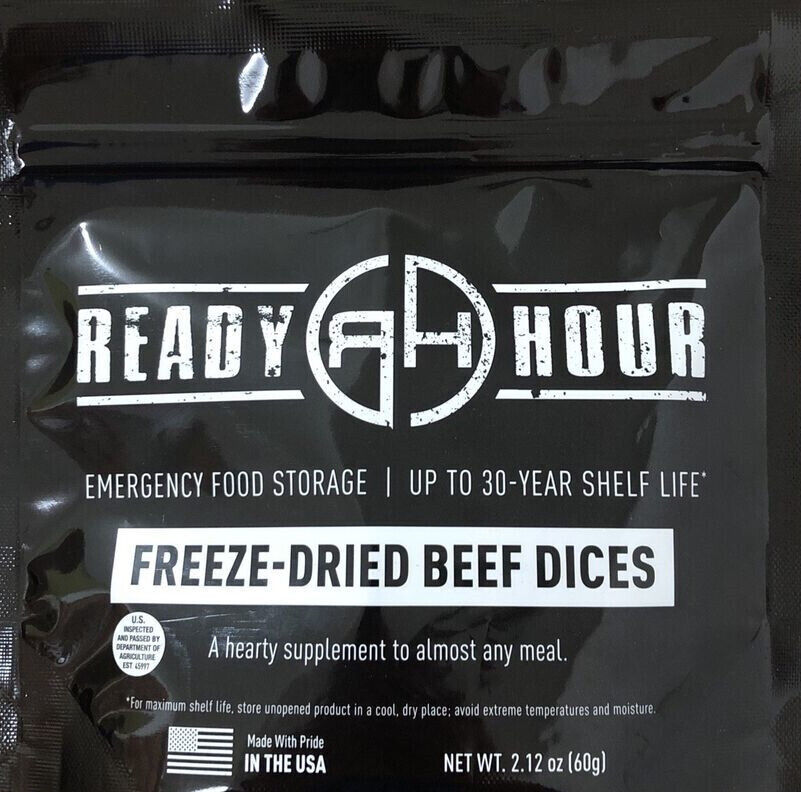 READY RH HOUR
EMERGENCY FOOD STORAGE | UP TO 30-YEAR SHELF LIFE*
FREEZE-DRIED BEEF DICES
U.S.
INSPECTED
AND PASSED BY
DEPARTMENT OF
AGRICULTURE
EST. 45997
A hearty supplement to almost any meal.
*For maximum shelf life, store unopened product in a cool, dry place; avoid extreme temperatures and moisture.
Made With Pride
IN THE USA
NET WT. 2.12 oz (60g)